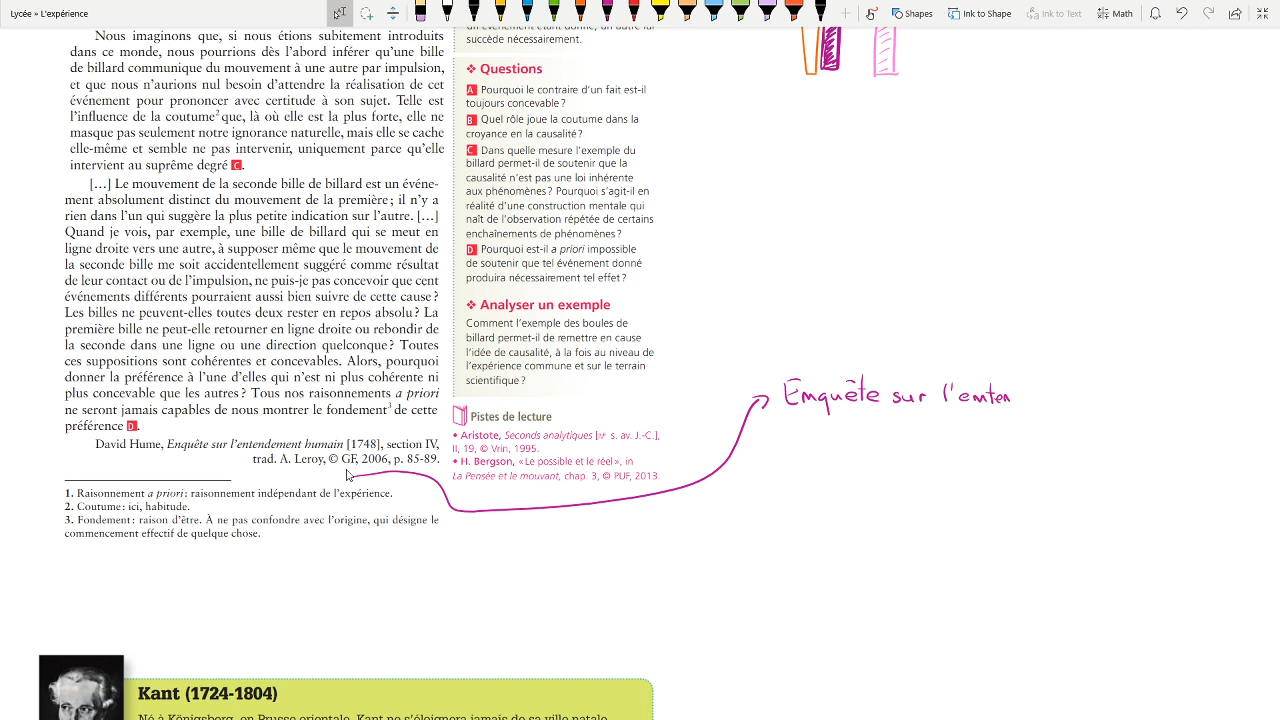 Lycée » L'expérience
Shapes
Ink to Shape
Ink to Text
Math
Nous imaginons que, si nous étions subitement introduits
dans ce monde, nous pourrions dès l'abord inférer qu'une bille
de billard communique du mouvement à une autre par impulsion,
et que nous n'aurions nul besoin d'attendre la réalisation de cet
événement pour prononcer avec certitude à son sujet. Telle est
l'influence de la coutume² que, là où elle est la plus forte, elle ne
masque pas seulement notre ignorance naturelle, mais elle se cache
elle-même et semble ne pas intervenir, uniquement parce qu'elle
intervient au suprême degré C.
[…] Le mouvement de la seconde bille de billard est un événe-
ment absolument distinct du mouvement de la première ; il n'y a
rien dans l'un qui suggère la plus petite indication sur l'autre. […]
Quand je vois, par exemple, une bille de billard qui se meut en
ligne droite vers une autre, à supposer même que le mouvement de
la seconde bille me soit accidentellement suggéré comme résultat
de leur contact ou de l'impulsion, ne puis-je pas concevoir que cent
événements différents pourraient aussi bien suivre de cette cause ?
Les billes ne peuvent-elles toutes deux rester en repos absolu ? La
première bille ne peut-elle retourner en ligne droite ou rebondir de
la seconde dans une ligne ou une direction quelconque ? Toutes
ces suppositions sont cohérentes et concevables. Alors, pourquoi
donner la préférence à l'une d'elles qui n'est ni plus cohérente ni
plus concevable que les autres ? Tous nos raisonnements a priori
ne seront jamais capables de nous montrer le fondement³ de cette
préférence D.
David Hume, Enquête sur l'entendement humain [1748], section IV,
trad. A. Leroy, © GF, 2006, p. 85-89.
1. Raisonnement a priori : raisonnement indépendant de l'expérience.
2. Coutume : ici, habitude.
3. Fondement : raison d'être. À ne pas confondre avec l'origine, qui désigne le
commencement effectif de quelque chose.
un événement étant donné, un autre lui
succède nécessairement.
❖ Questions
A Pourquoi le contraire d'un fait est-il
toujours concevable ?
B Quel rôle joue la coutume dans la
croyance en la causalité ?
C Dans quelle mesure l'exemple du
billard permet-il de soutenir que la
causalité n'est pas une loi inhérente
aux phénomènes ? Pourquoi s'agit-il en
réalité d'une construction mentale qui
naît de l'observation répétée de certains
enchaînements de phénomènes ?
D Pourquoi est-il a priori impossible
de soutenir que tel événement donné
produira nécessairement tel effet ?
❖ Analyser un exemple
Comment l'exemple des boules de
billard permet-il de remettre en cause
l'idée de causalité, à la fois au niveau de
l'expérience commune et sur le terrain
scientifique ?
Pistes de lecture
• Aristote, Seconds analytiques [IVᵉ s. av. J.-C.],
II, 19, © Vrin, 1995.
• H. Bergson, « Le possible et le réel », in
La Pensée et le mouvant, chap. 3, © PUF, 2013.
Enquête sur l'enten
Kant (1724-1804)
Né à Königsberg, en Prusse orientale, Kant ne s'éloignera jamais de sa ville natale